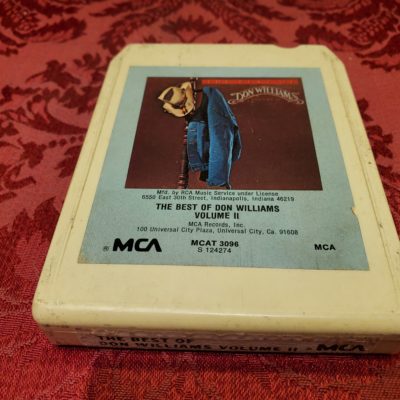 DON WILLIAMS
Mfd. by RCA Music Service under License
6550 East 30th Street, Indianapolis, Indiana 46219
THE BEST OF DON WILLIAMS
VOLUME II
MCA Records, Inc.
100 Universal City Plaza, Universal City, Ca. 91608
® MCA MCAT 3096 MCA
S 124274
THE BEST OF
DON WILLIAMS VOLUME II - MCA